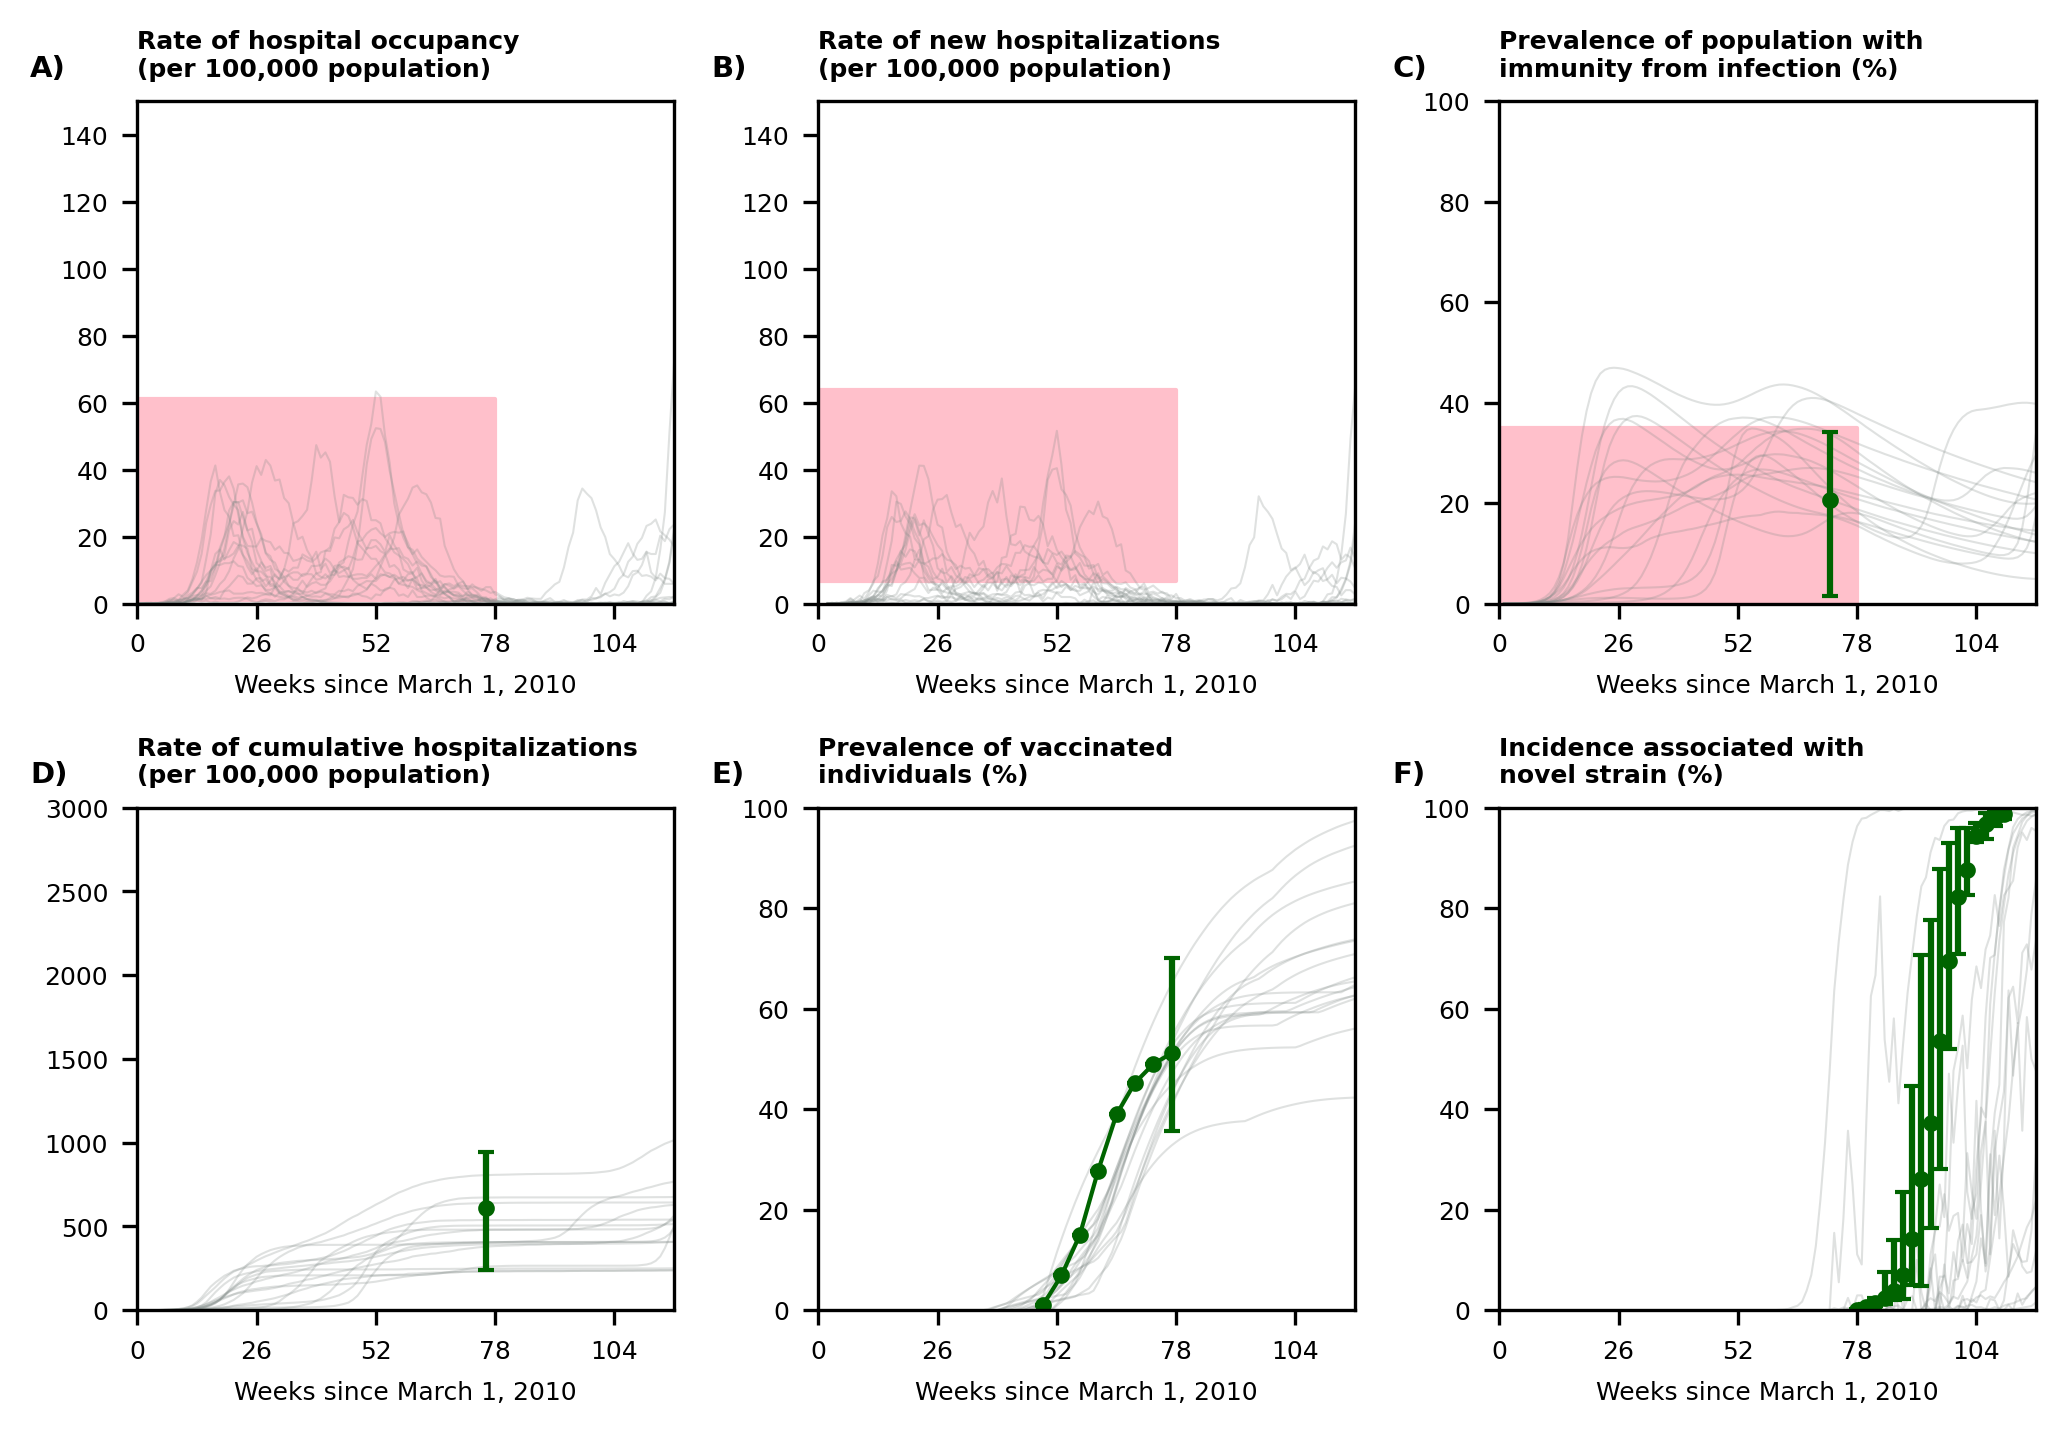 A)
Rate of hospital occupancy
(per 100,000 population)
140
120
100
80
60
40
20
0
0 26 52 78 104
Weeks since March 1, 2010
B)
Rate of new hospitalizations
(per 100,000 population)
140
120
100
80
60
40
20
0
0 26 52 78 104
Weeks since March 1, 2010
C)
Prevalence of population with
immunity from infection (%)
100
80
60
40
20
0
0 26 52 78 104
Weeks since March 1, 2010
D)
Rate of cumulative hospitalizations
(per 100,000 population)
3000
2500
2000
1500
1000
500
0
0 26 52 78 104
Weeks since March 1, 2010
E)
Prevalence of vaccinated
individuals (%)
100
80
60
40
20
0
0 26 52 78 104
Weeks since March 1, 2010
F)
Incidence associated with
novel strain (%)
100
80
60
40
20
0
0 26 52 78 104
Weeks since March 1, 2010